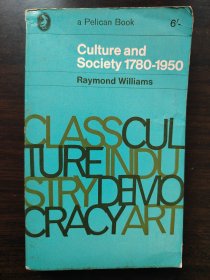 a Pelican Book
6/-
Culture and
Society 1780-1950
Raymond Williams
CLASSCUL
TUREINDU
STRYDEMO
CRACYART